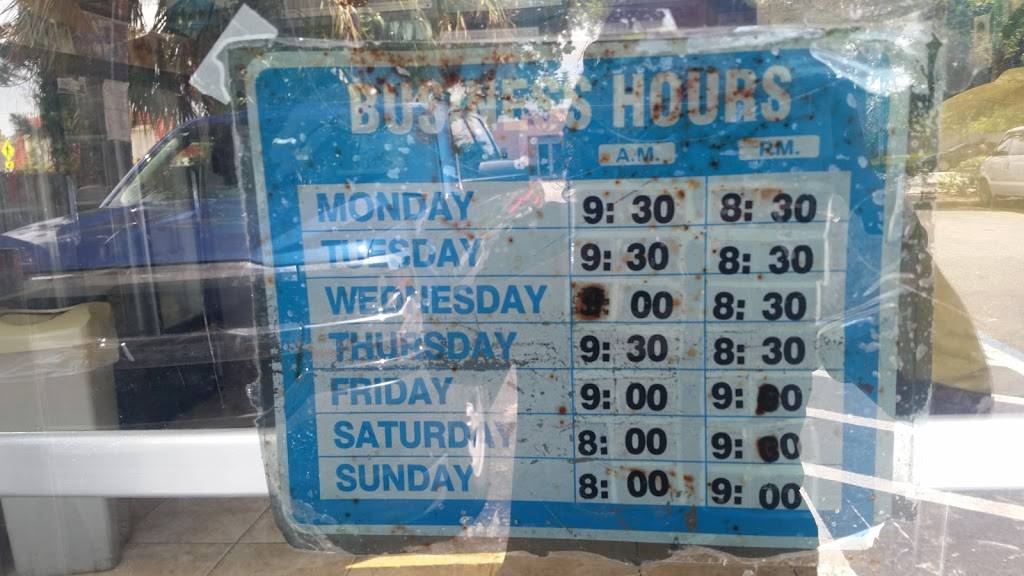 BUSINESS HOURS
A.M. P.M.
MONDAY 9: 30 8: 30
TUESDAY 9: 30 8: 30
WEDNESDAY 00 8: 30
THURSDAY 9: 30 8: 30
FRIDAY 9: 00 9:
SATURDAY 8: 00 9:
SUNDAY 8: 00 9: 00